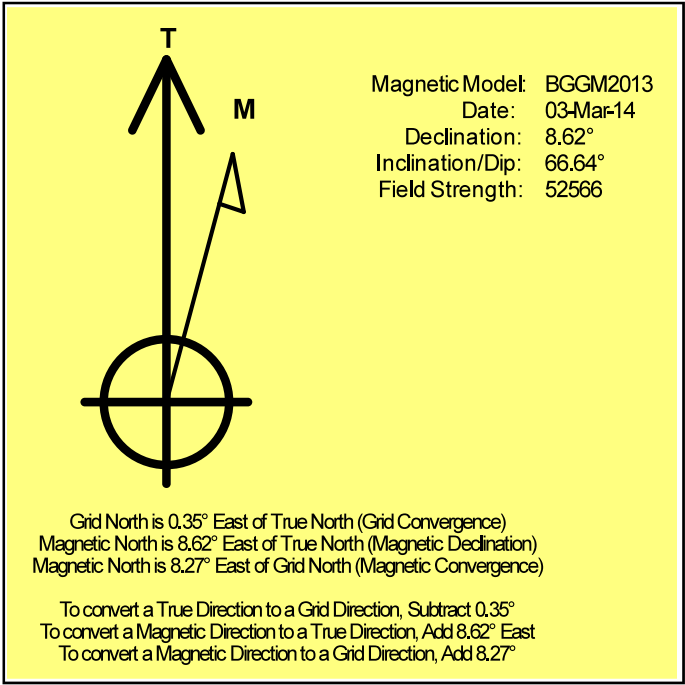 T
M
Magnetic Model: BGGM2013
Date: 03-Mar-14
Declination: 8.62°
Inclination/Dip: 66.64°
Field Strength: 52566
Grid North is 0.35° East of True North (Grid Convergence)
Magnetic North is 8.62° East of True North (Magnetic Declination)
Magnetic North is 8.27° East of Grid North (Magnetic Convergence)
To convert a True Direction to a Grid Direction, Subtract 0.35°
To convert a Magnetic Direction to a True Direction, Add 8.62° East
To convert a Magnetic Direction to a Grid Direction, Add 8.27°